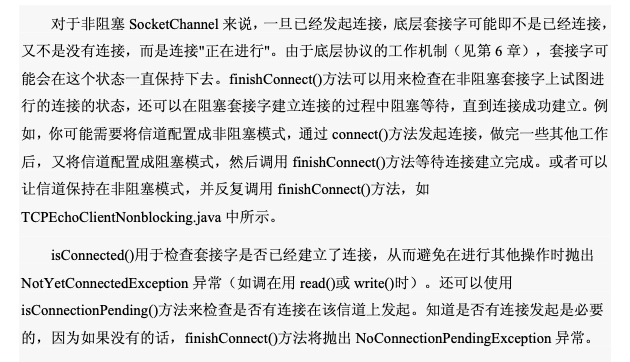 对于非阻塞 SocketChannel 来说，一旦已经发起连接，底层套接字可能即不是已经连接，
又不是没有连接，而是连接"正在进行"。由于底层协议的工作机制（见第 6 章），套接字可
能会在这个状态一直保持下去。finishConnect()方法可以用来检查在非阻塞套接字上试图进
行的连接的状态，还可以在阻塞套接字建立连接的过程中阻塞等待，直到连接成功建立。例
如，你可能需要将信道配置成非阻塞模式，通过 connect()方法发起连接，做完一些其他工作
后，又将信道配置成阻塞模式，然后调用 finishConnect()方法等待连接建立完成。或者可以
让信道保持在非阻塞模式，并反复调用 finishConnect()方法，如
TCPEchoClientNonblocking.java 中所示。
isConnected()用于检查套接字是否已经建立了连接，从而避免在进行其他操作时抛出
NotYetConnectedException 异常（如调在用 read()或 write()时）。还可以使用
isConnectionPending()方法来检查是否有连接在该信道上发起。知道是否有连接发起是必要
的，因为如果没有的话，finishConnect()方法将抛出 NoConnectionPendingException 异常。